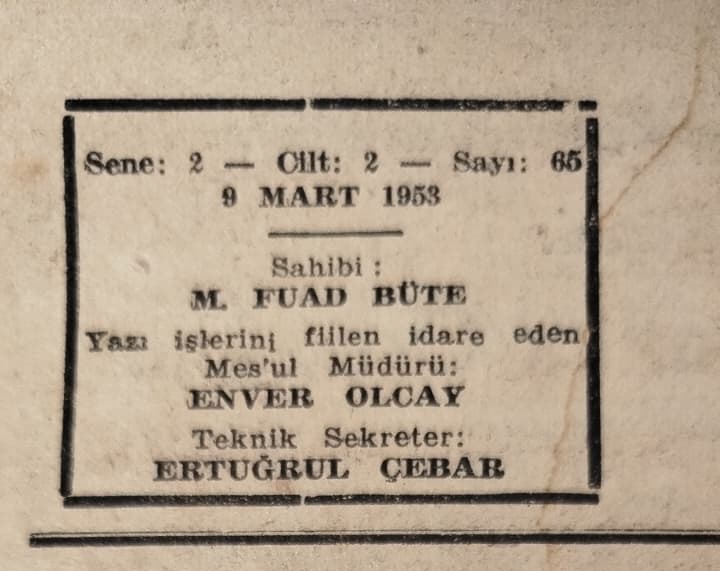 Sene: 2 — Cilt: 2 — Sayı: 65
9 MART 1953
Sahibi :
M. FUAD BÜTE
Yazı işlerini fiilen idare eden
Mes'ul Müdürü:
ENVER OLCAY
Teknik Sekreter:
ERTUĞRUL ÇEBAR